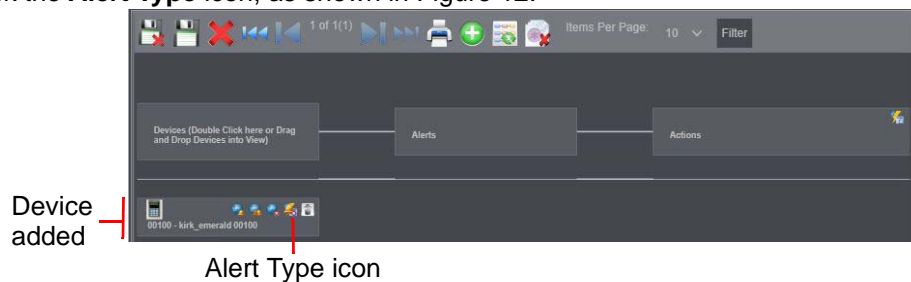 the Alert Type icon, as shown in Figure 12.
1 of 1(1)
Items Per Page:
10
Filter
Devices (Double Click here or Drag
and Drop Devices into View)
Alerts
Actions
Device
added
00100 - kirk_emerald 00100
Alert Type icon